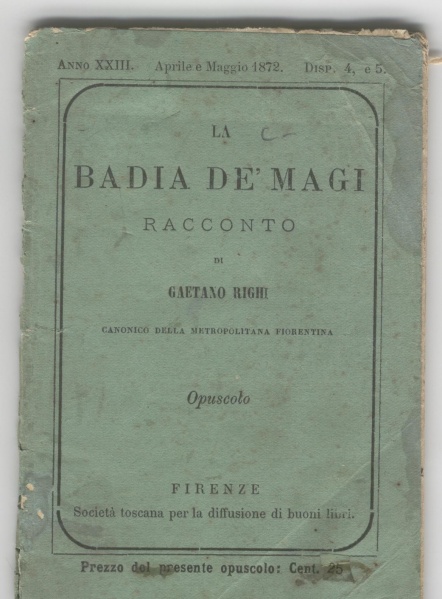 ANNO XXIII. Aprile e Maggio 1872. DISP. 4, e 5.
LA
BADIA DE' MAGI
RACCONTO
DI
GAETANO RIGHI
CANONICO DELLA METROPOLITANA FIORENTINA
Opuscolo
FIRENZE
Società toscana per la diffusione di buoni libri.
Prezzo del presente opuscolo: Cent. 25